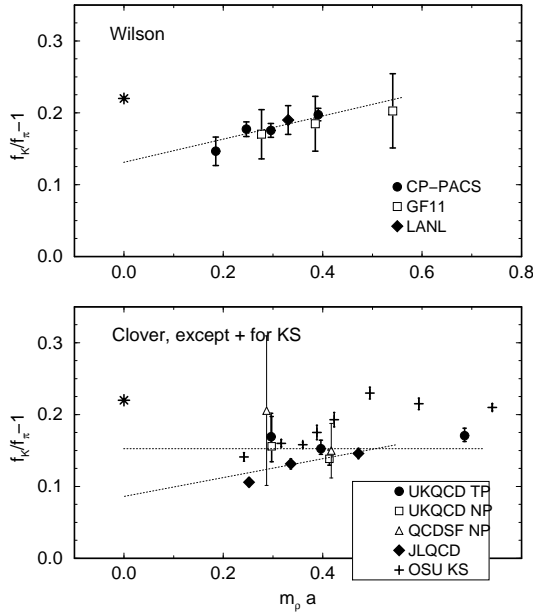 0.3
Wilson
0.2
f_K/f_π−1
0.1
CP−PACS
GF11
LANL
0.0
0.0 0.2 0.4 0.6 0.8
0.3
Clover, except + for KS
0.2
f_K/f_π−1
0.1
UKQCD TP
UKQCD NP
QCDSF NP
JLQCD
OSU KS
0.0
0.0 0.2 0.4
m_ρ a